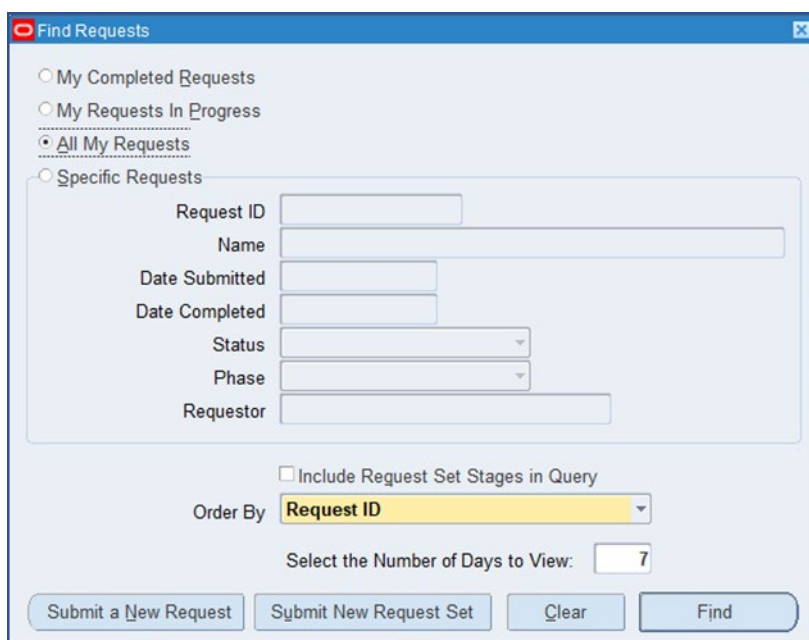 Find Requests
My Completed Requests
My Requests In Progress
All My Requests
Specific Requests
Request ID
Name
Date Submitted
Date Completed
Status
Phase
Requestor
Include Request Set Stages in Query
Order By Request ID
Select the Number of Days to View: 7
Submit a New Request Submit New Request Set Clear Find